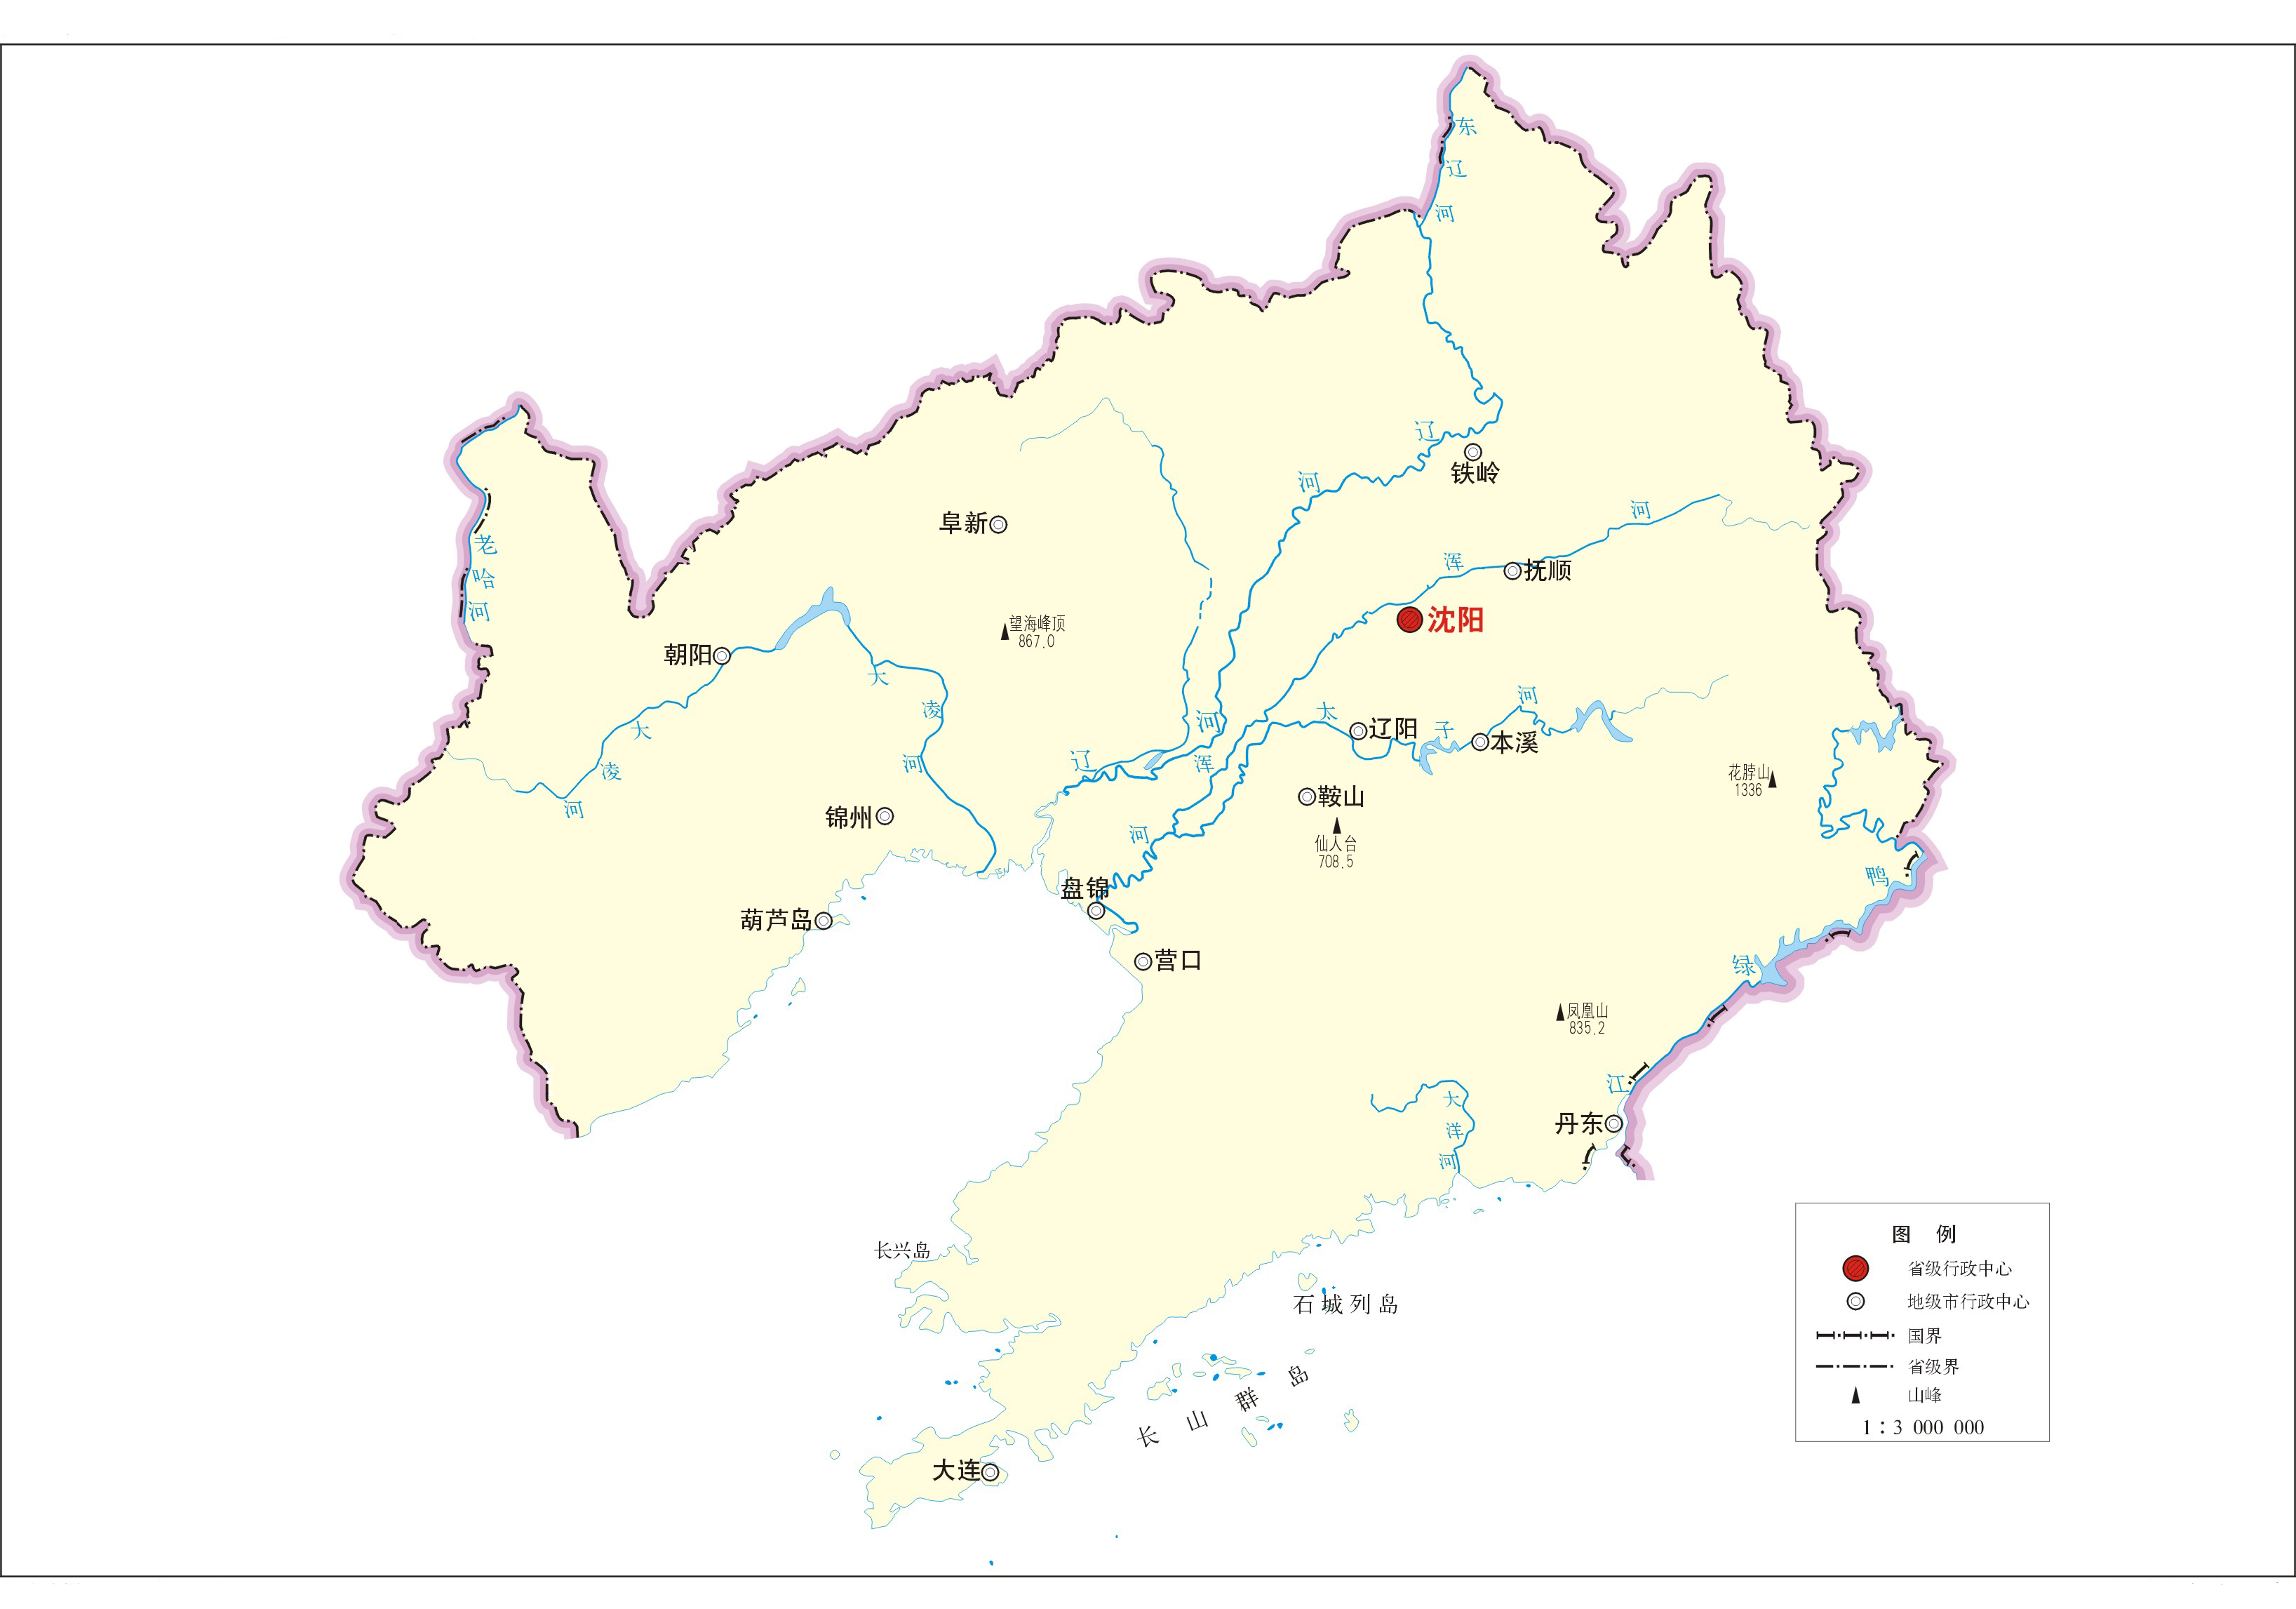 东辽河
辽河
铁岭
阜新
老哈河
浑河
抚顺
沈阳
望海峰顶
867.0
朝阳
大凌河
大凌河
太子河
辽阳
本溪
辽河
浑河
花脖山
1336
鞍山
仙人台
708.5
锦州
盘锦
葫芦岛
营口
鸭绿江
凤凰山
835.2
大洋河
丹东
长兴岛
石城列岛
长山群岛
大连
图 例
省级行政中心
地级市行政中心
国界
省级界
山峰
1：3 000 000